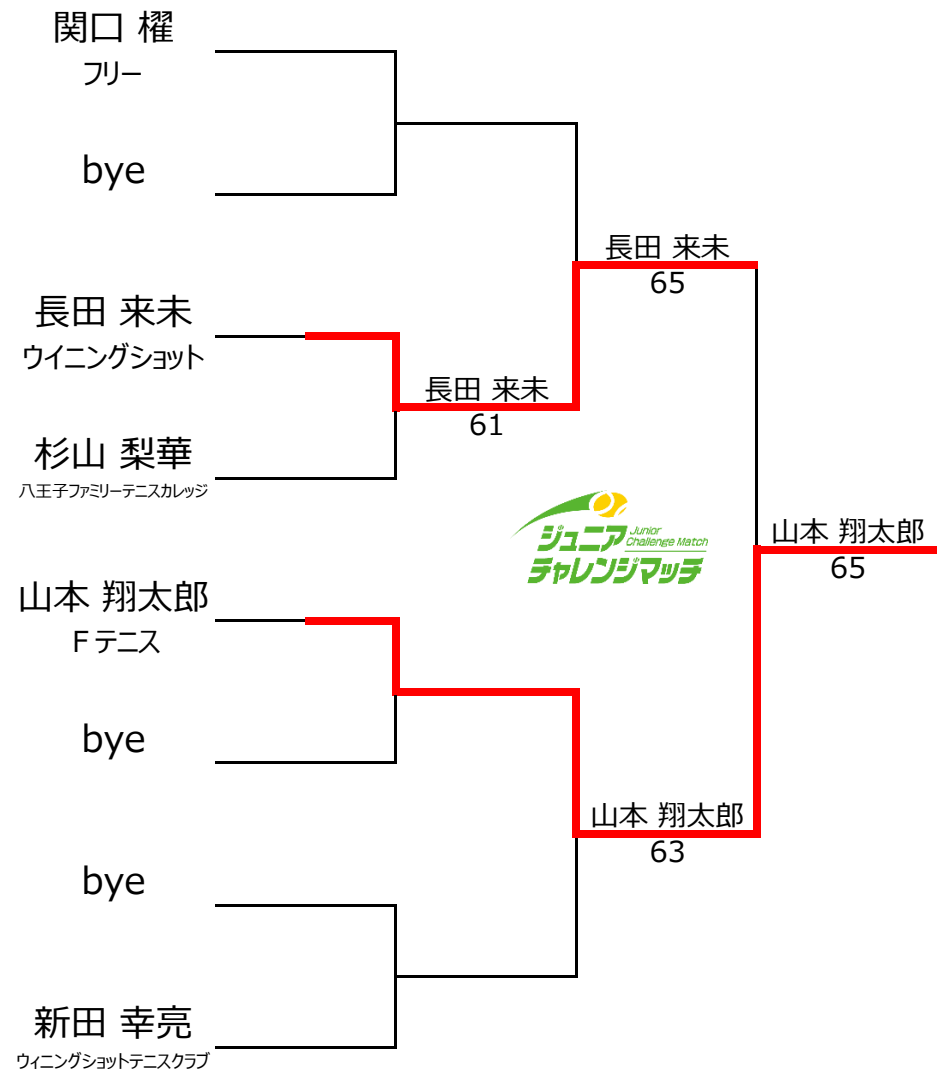 関口 櫂
フリー
bye
長田 来未
65
長田 来未
ウイニングショット
長田 来未
61
杉山 梨華
八王子ファミリーテニスカレッジ
ジュニア
Junior
Challenge Match
チャレンジマッチ
山本 翔太郎
65
山本 翔太郎
Fテニス
bye
山本 翔太郎
63
bye
新田 幸亮
ウィニングショットテニスクラブ